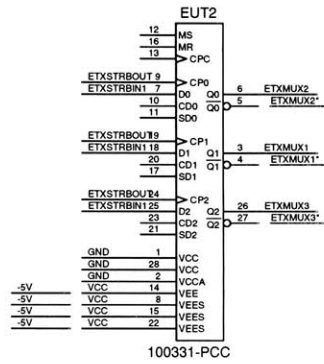 EUT2
12 MS
16 MR
13 CPC
ETXSTRBOUT 9 CP0
ETXSTRBIN1 7 D0 Q0 6 ETXMUX2
10 CD0 Q0 5 ETXMUX2*
11 SD0
ETXSTRBOUT 19 CP1
ETXSTRBIN1 18 D1 Q1 3 ETXMUX1
20 CD1 Q1 4 ETXMUX1*
17 SD1
ETXSTRBOUT 24 CP2
ETXSTRBIN1 25 D2 Q2 26 ETXMUX3
23 CD2 Q2 27 ETXMUX3*
21 SD2
GND 1 VCC
GND 28 VCC
GND 2 VCCA
-5V VCC 14 VEE
-5V VCC 8 VEES
-5V VCC 15 VEES
-5V VCC 22 VEES
100331-PCC